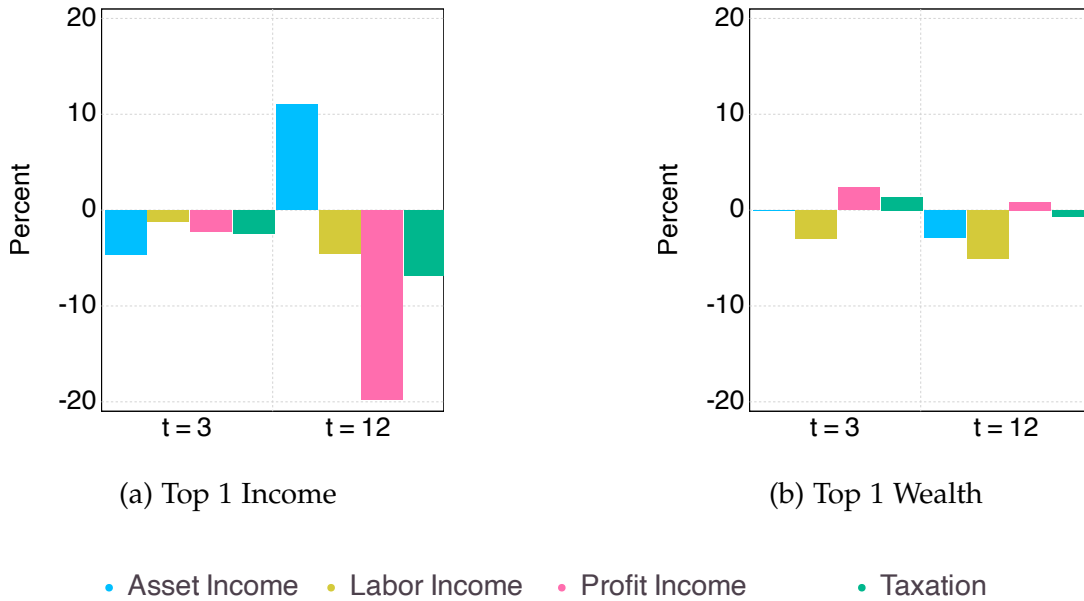 20
10
0
-10
-20
Percent
t = 3
t = 12
(a) Top 1 Income
20
10
0
-10
-20
Percent
t = 3
t = 12
(b) Top 1 Wealth
Asset Income
Labor Income
Profit Income
Taxation